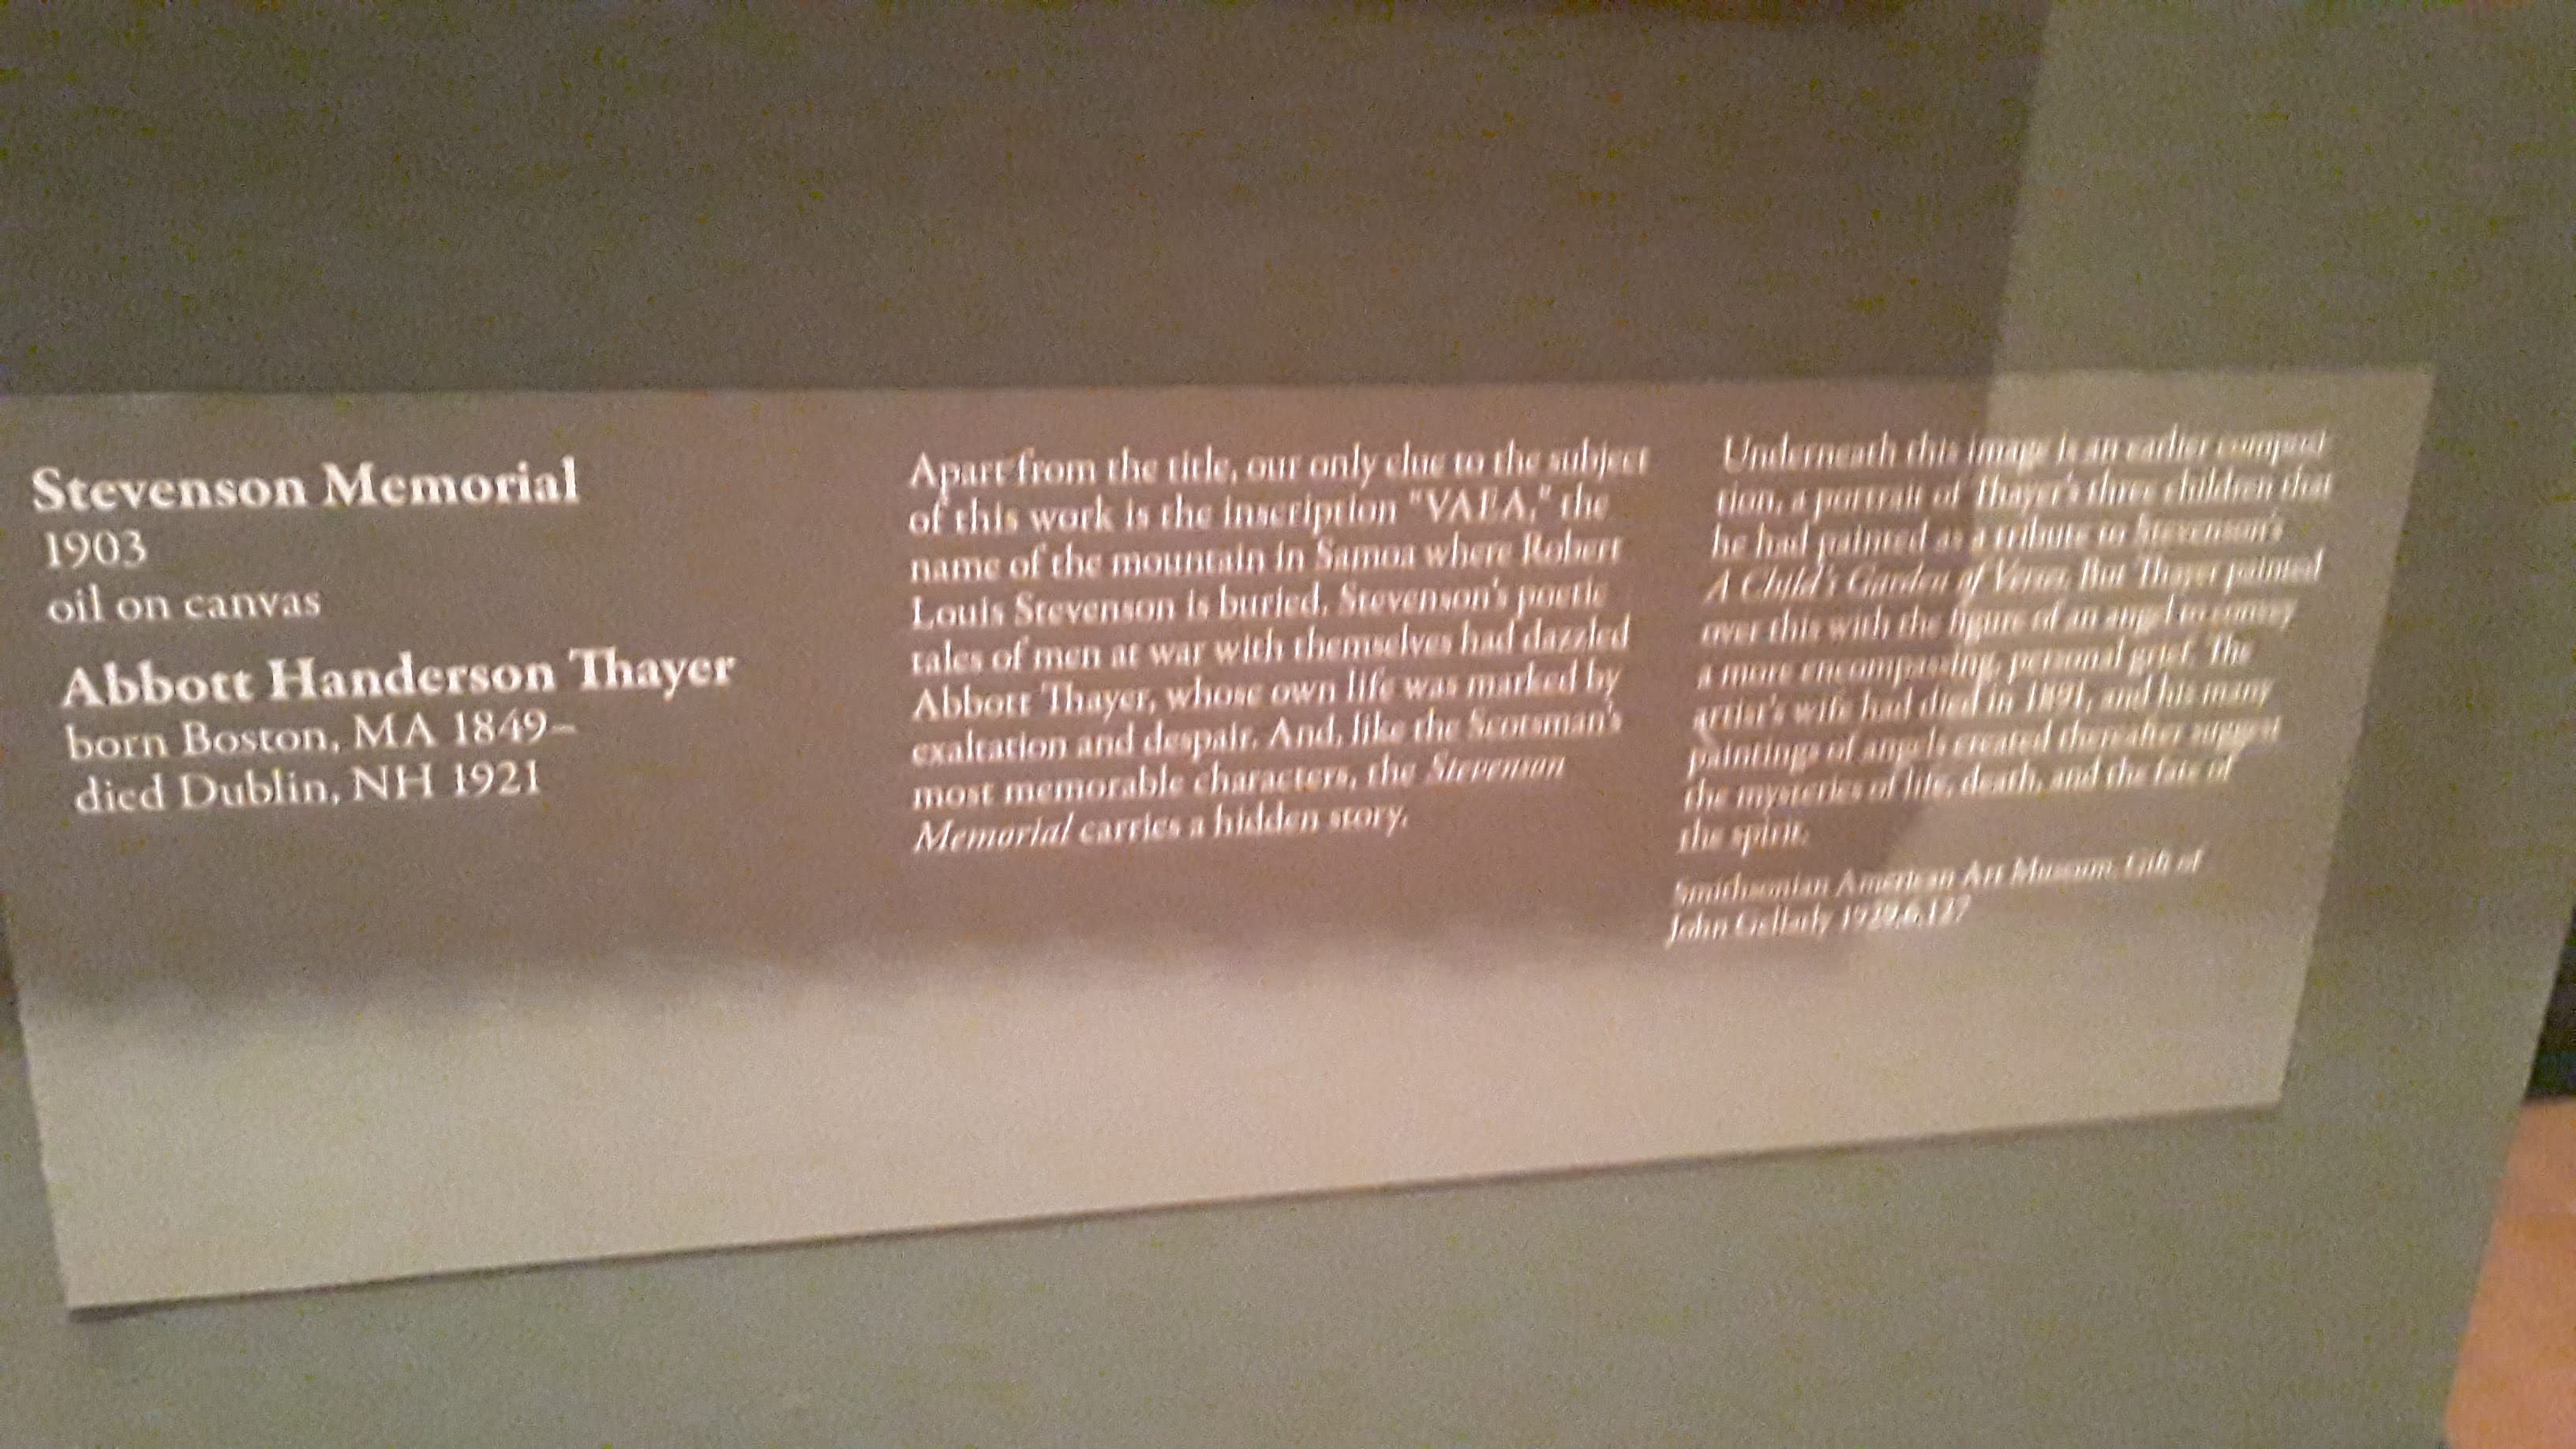 Stevenson Memorial
1903
oil on canvas
Abbott Handerson Thayer
born Boston, MA 1849–
died Dublin, NH 1921
Apart from the title, our only clue to the subject
of this work is the inscription "VAEA," the
name of the mountain in Samoa where Robert
Louis Stevenson is buried. Stevenson's poetic
tales of men at war with themselves had dazzled
Abbott Thayer, whose own life was marked by
exaltation and despair. And, like the Scotsman's
most memorable characters, the Stevenson
Memorial carries a hidden story.
Underneath this image is an earlier composi-
tion, a portrait of Thayer's three children that
he had painted as a tribute to Stevenson's
A Child's Garden of Verses. But Thayer painted
over this with the figure of an angel to convey
a more encompassing, personal grief. The
artist's wife had died in 1891, and his many
paintings of angels created thereafter suggest
the mysteries of life, death, and the fate of
the spirit.
Smithsonian American Art Museum, Gift of
John Gellatly 1929.6.127